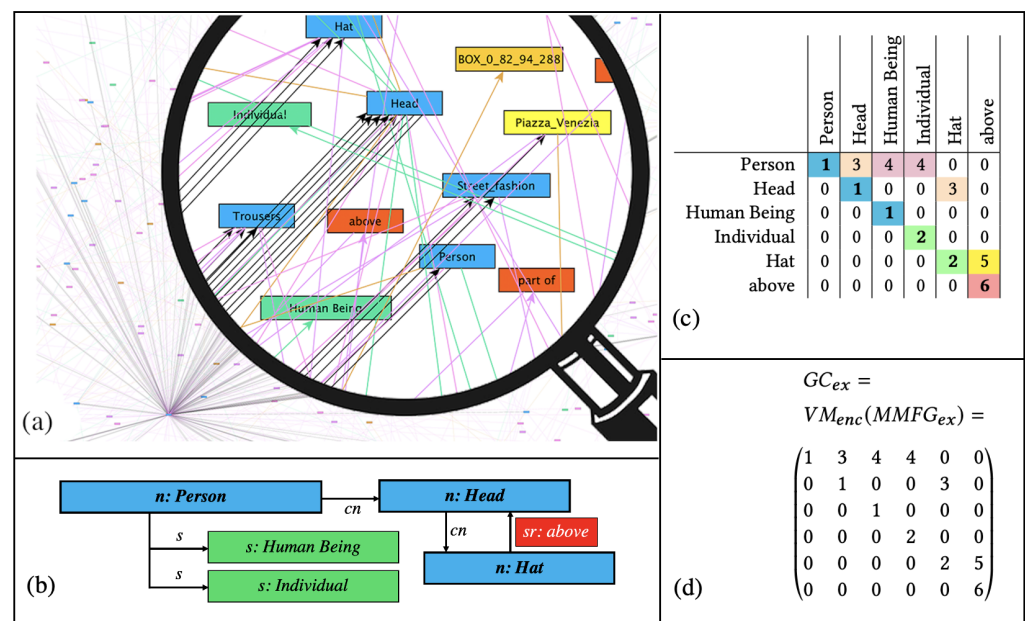 Hat
BOX_0_82_94_288
Head
Individual
Piazza_Venezia
Street_fashion
Trousers
above
Person
part of
Human Being
(a)
n: Person
cn
n: Head
s
s: Human Being
cn
sr: above
s
s: Individual
n: Hat
(b)
Person Head Human Being Individual Hat above
Person 1 3 4 4 0 0
Head 0 1 0 0 3 0
Human Being 0 0 1 0 0 0
Individual 0 0 0 2 0 0
Hat 0 0 0 0 2 5
above 0 0 0 0 0 6
(c)
GC_ex =
VM_enc(MMFG_ex) =
1 3 4 4 0 0
0 1 0 0 3 0
0 0 1 0 0 0
0 0 0 2 0 0
0 0 0 0 2 5
0 0 0 0 0 6
(d)